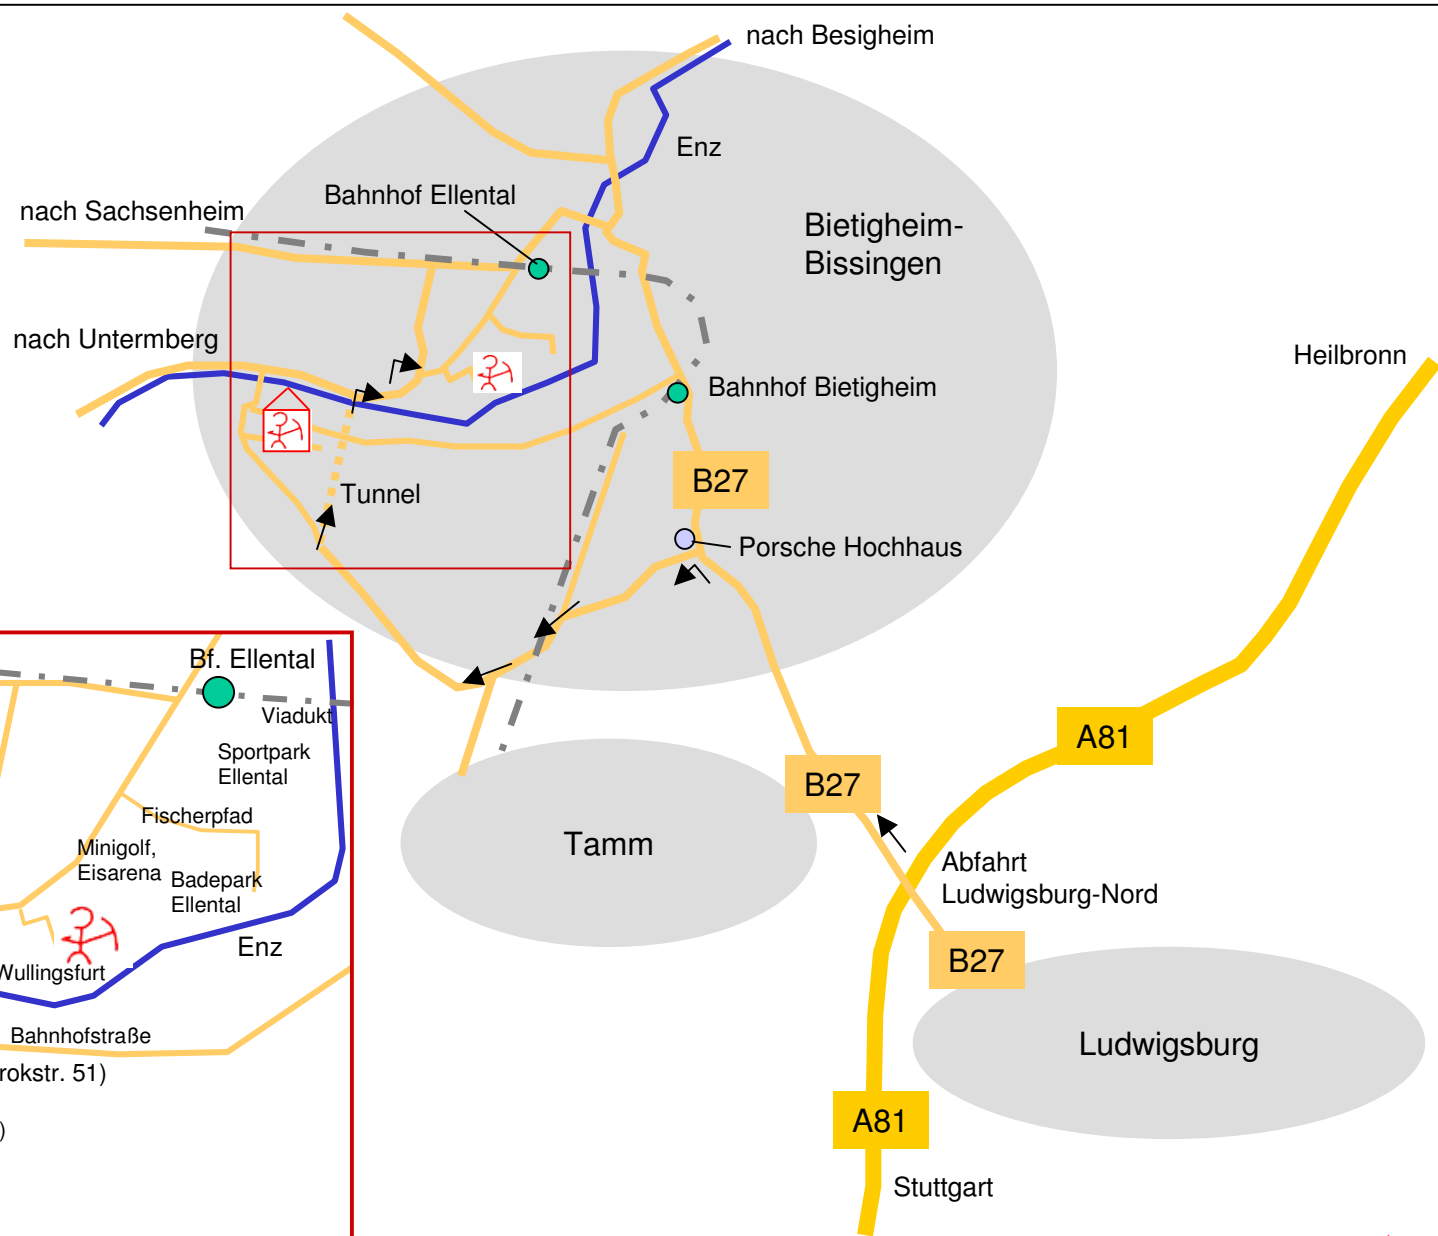 nach Besigheim
Enz
Bahnhof Ellental
nach Sachsenheim
Bietigheim-
Bissingen
nach Untermberg
Heilbronn
Bahnhof Bietigheim
B27
Tunnel
Porsche Hochhaus
Bf. Ellental
Viadukt
Sportpark
Ellental
Fischerpfad
Minigolf,
Eisarena
Badepark
Ellental
Enz
Wullingsfurt
Bahnhofstraße
rokstr. 51)
)
A81
B27
Tamm
Abfahrt
Ludwigsburg-Nord
B27
Ludwigsburg
A81
Stuttgart